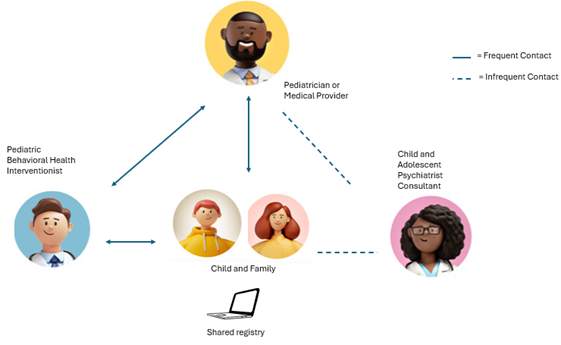 Pediatrician or
Medical Provider
= Frequent Contact
= Infrequent Contact
Pediatric
Behavioral Health
Interventionist
Child and
Adolescent
Psychiatrist
Consultant
Child and Family
Shared registry